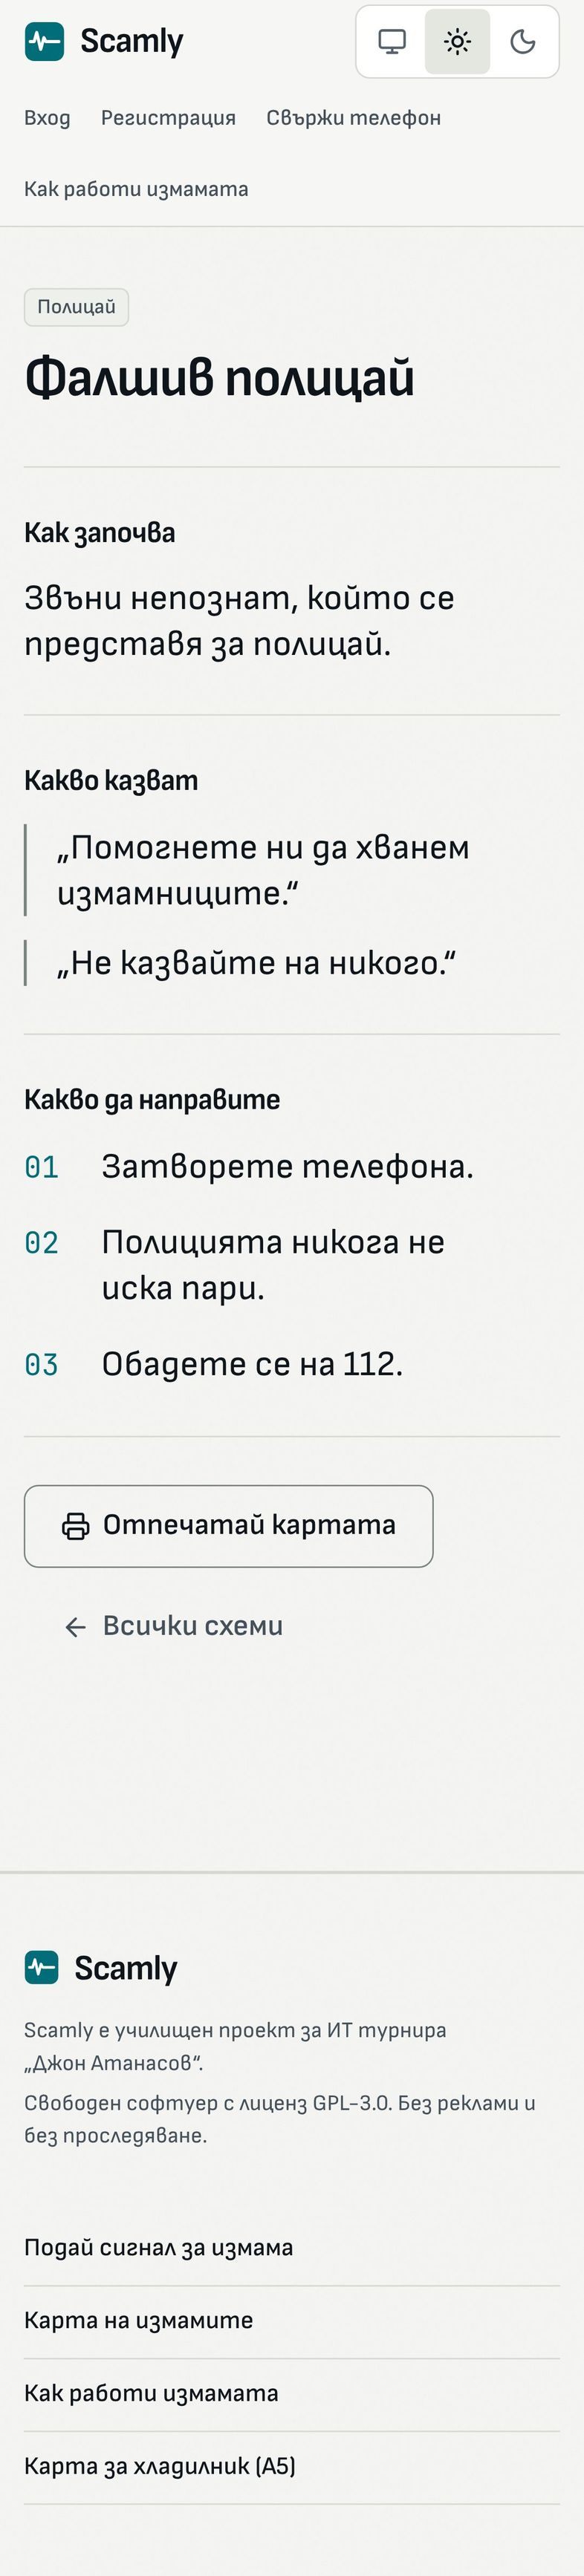 Scamly
Вход Регистрация Свържи телефон
Как работи измамата
Полицай
Фалшив полицай
Как започва
Звъни непознат, който се
представя за полицай.
Какво казват
„Помогнете ни да хванем
измамниците.“
„Не казвайте на никого.“
Какво да направите
01 Затворете телефона.
02 Полицията никога не
иска пари.
03 Обадете се на 112.
Отпечатай картата
← Всички схеми
Scamly
Scamly е училищен проект за ИТ турнира
„Джон Атанасов“.
Свободен софтуер с лиценз GPL-3.0. Без реклами и
без проследяване.
Подай сигнал за измама
Карта на измамите
Как работи измамата
Карта за хладилник (А5)